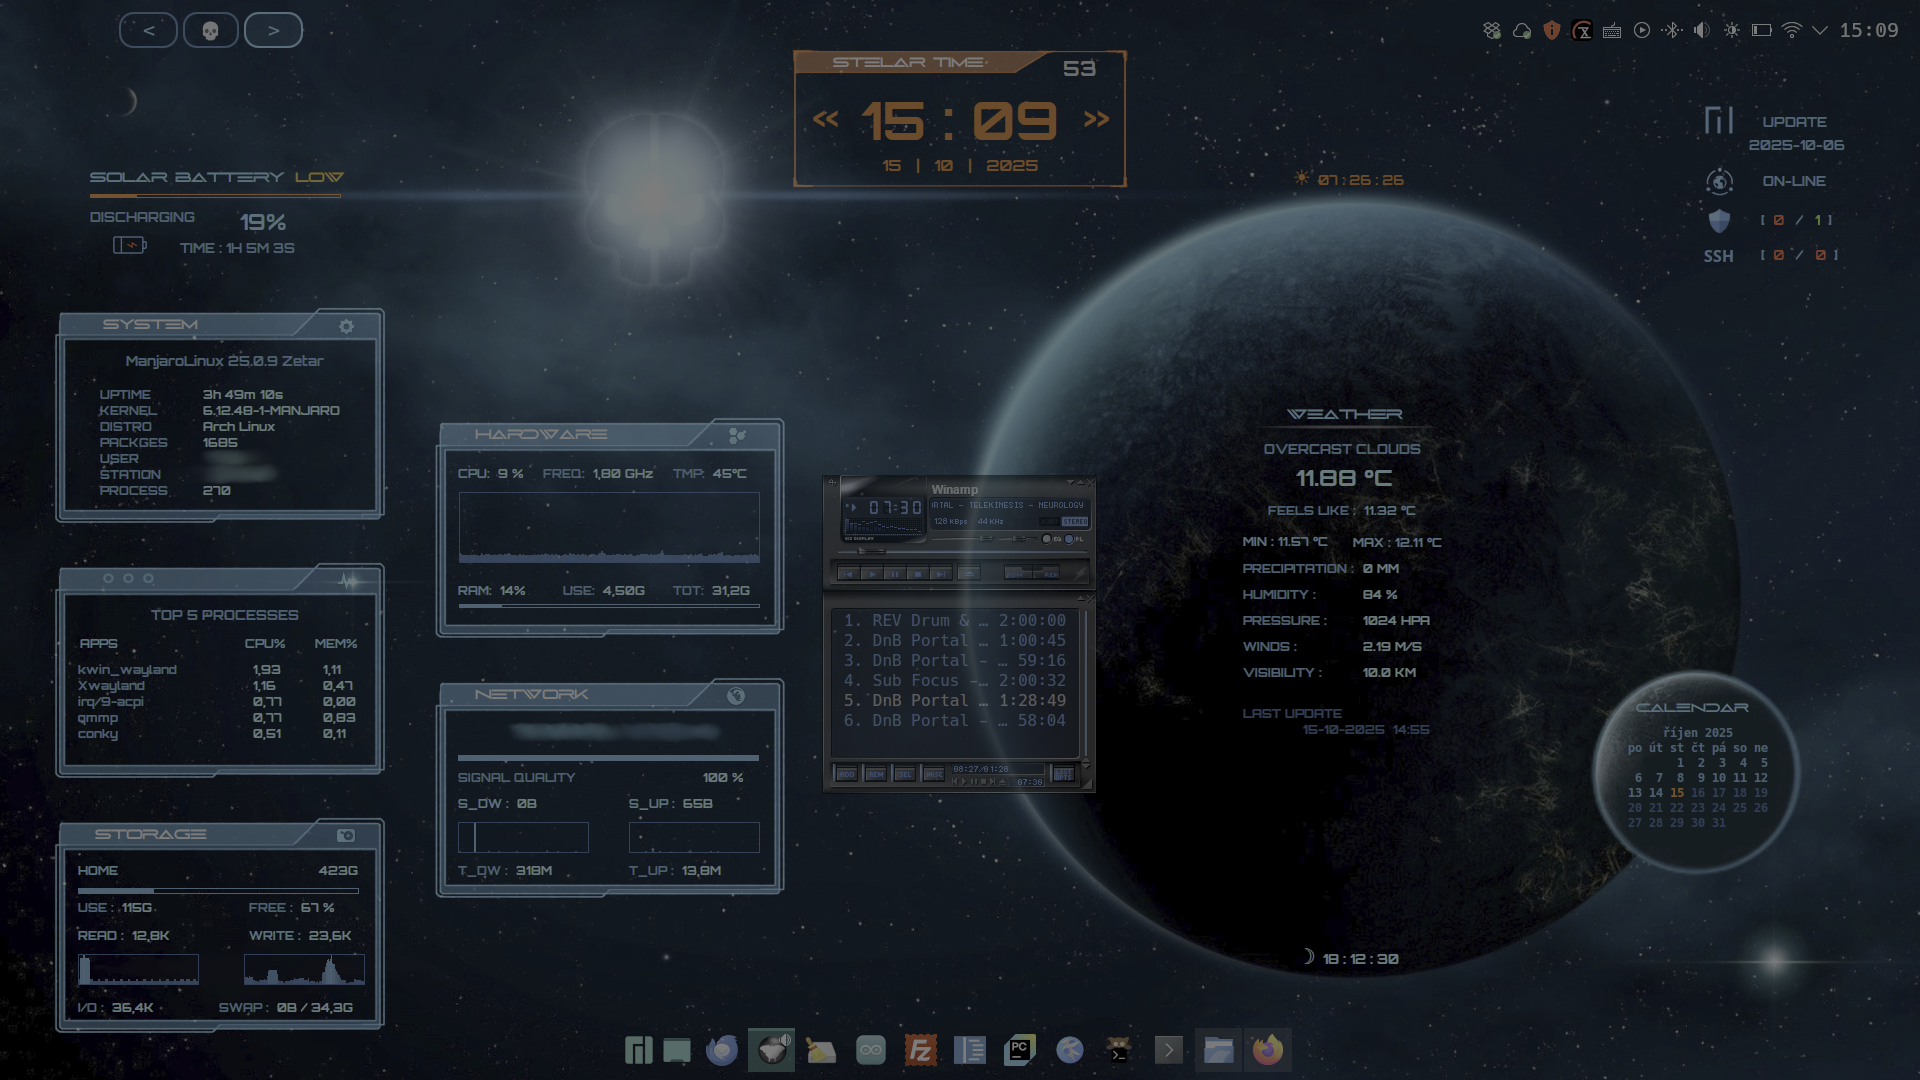 < >
15:09
STELAR TIME 53
« 15 : 09 »
15 | 10 | 2025
UPDATE
2025-10-06
ON-LINE
[ 0 / 1 ]
SSH [ 0 / 0 ]
SOLAR BATTERY LOW
DISCHARGING 19%
TIME : 1H 5M 3S
07:26:26
SYSTEM
ManjaroLinux 25.0.9 Zetar
UPTIME 3h 49m 10s
KERNEL 6.12.48-1-MANJARO
DISTRO Arch Linux
PACKGES 1685
USER
STATION
PROCESS 270
TOP 5 PROCESSES
APPS CPU% MEM%
kwin_wayland 1,93 1,11
Xwayland 1,16 0,47
irq/9-acpi 0,77 0,00
qmmp 0,77 0,83
conky 0,51 0,11
STORAGE
HOME 423G
USE : 115G FREE : 67 %
READ : 12,8K WRITE : 23,6K
I/O : 36,4K SWAP : 0B / 34,3G
HARDWARE
CPU: 9 % FREQ: 1,80 GHz TMP: 45°C
RAM: 14% USE: 4,50G TOT: 31,2G
NETWORK
SIGNAL QUALITY 100 %
S_DW : 0B S_UP : 65B
T_DW : 318M T_UP : 13,8M
Winamp
07:30 RTAL - TELEKINESIS - NEUROLOGY
128 KBps 44 KHz STEREO
EQ PL
1. REV Drum & … 2:00:00
2. DnB Portal … 1:00:45
3. DnB Portal - … 59:16
4. Sub Focus -… 2:00:32
5. DnB Portal … 1:28:49
6. DnB Portal - … 58:04
ADD REM SEL MISC
07:30
WEATHER
OVERCAST CLOUDS
11.88 °C
FEELS LIKE : 11.32 °C
MIN : 11.57 °C MAX : 12.11 °C
PRECIPITATION : 0 MM
HUMIDITY : 84 %
PRESSURE : 1024 HPA
WINDS : 2.19 M/S
VISIBILITY : 10.0 KM
LAST UPDATE
15-10-2025 14:55
18:12:30
CALENDAR
říjen 2025
po út st čt pá so ne
1 2 3 4 5
6 7 8 9 10 11 12
13 14 15 16 17 18 19
20 21 22 23 24 25 26
27 28 29 30 31
Fz
PC